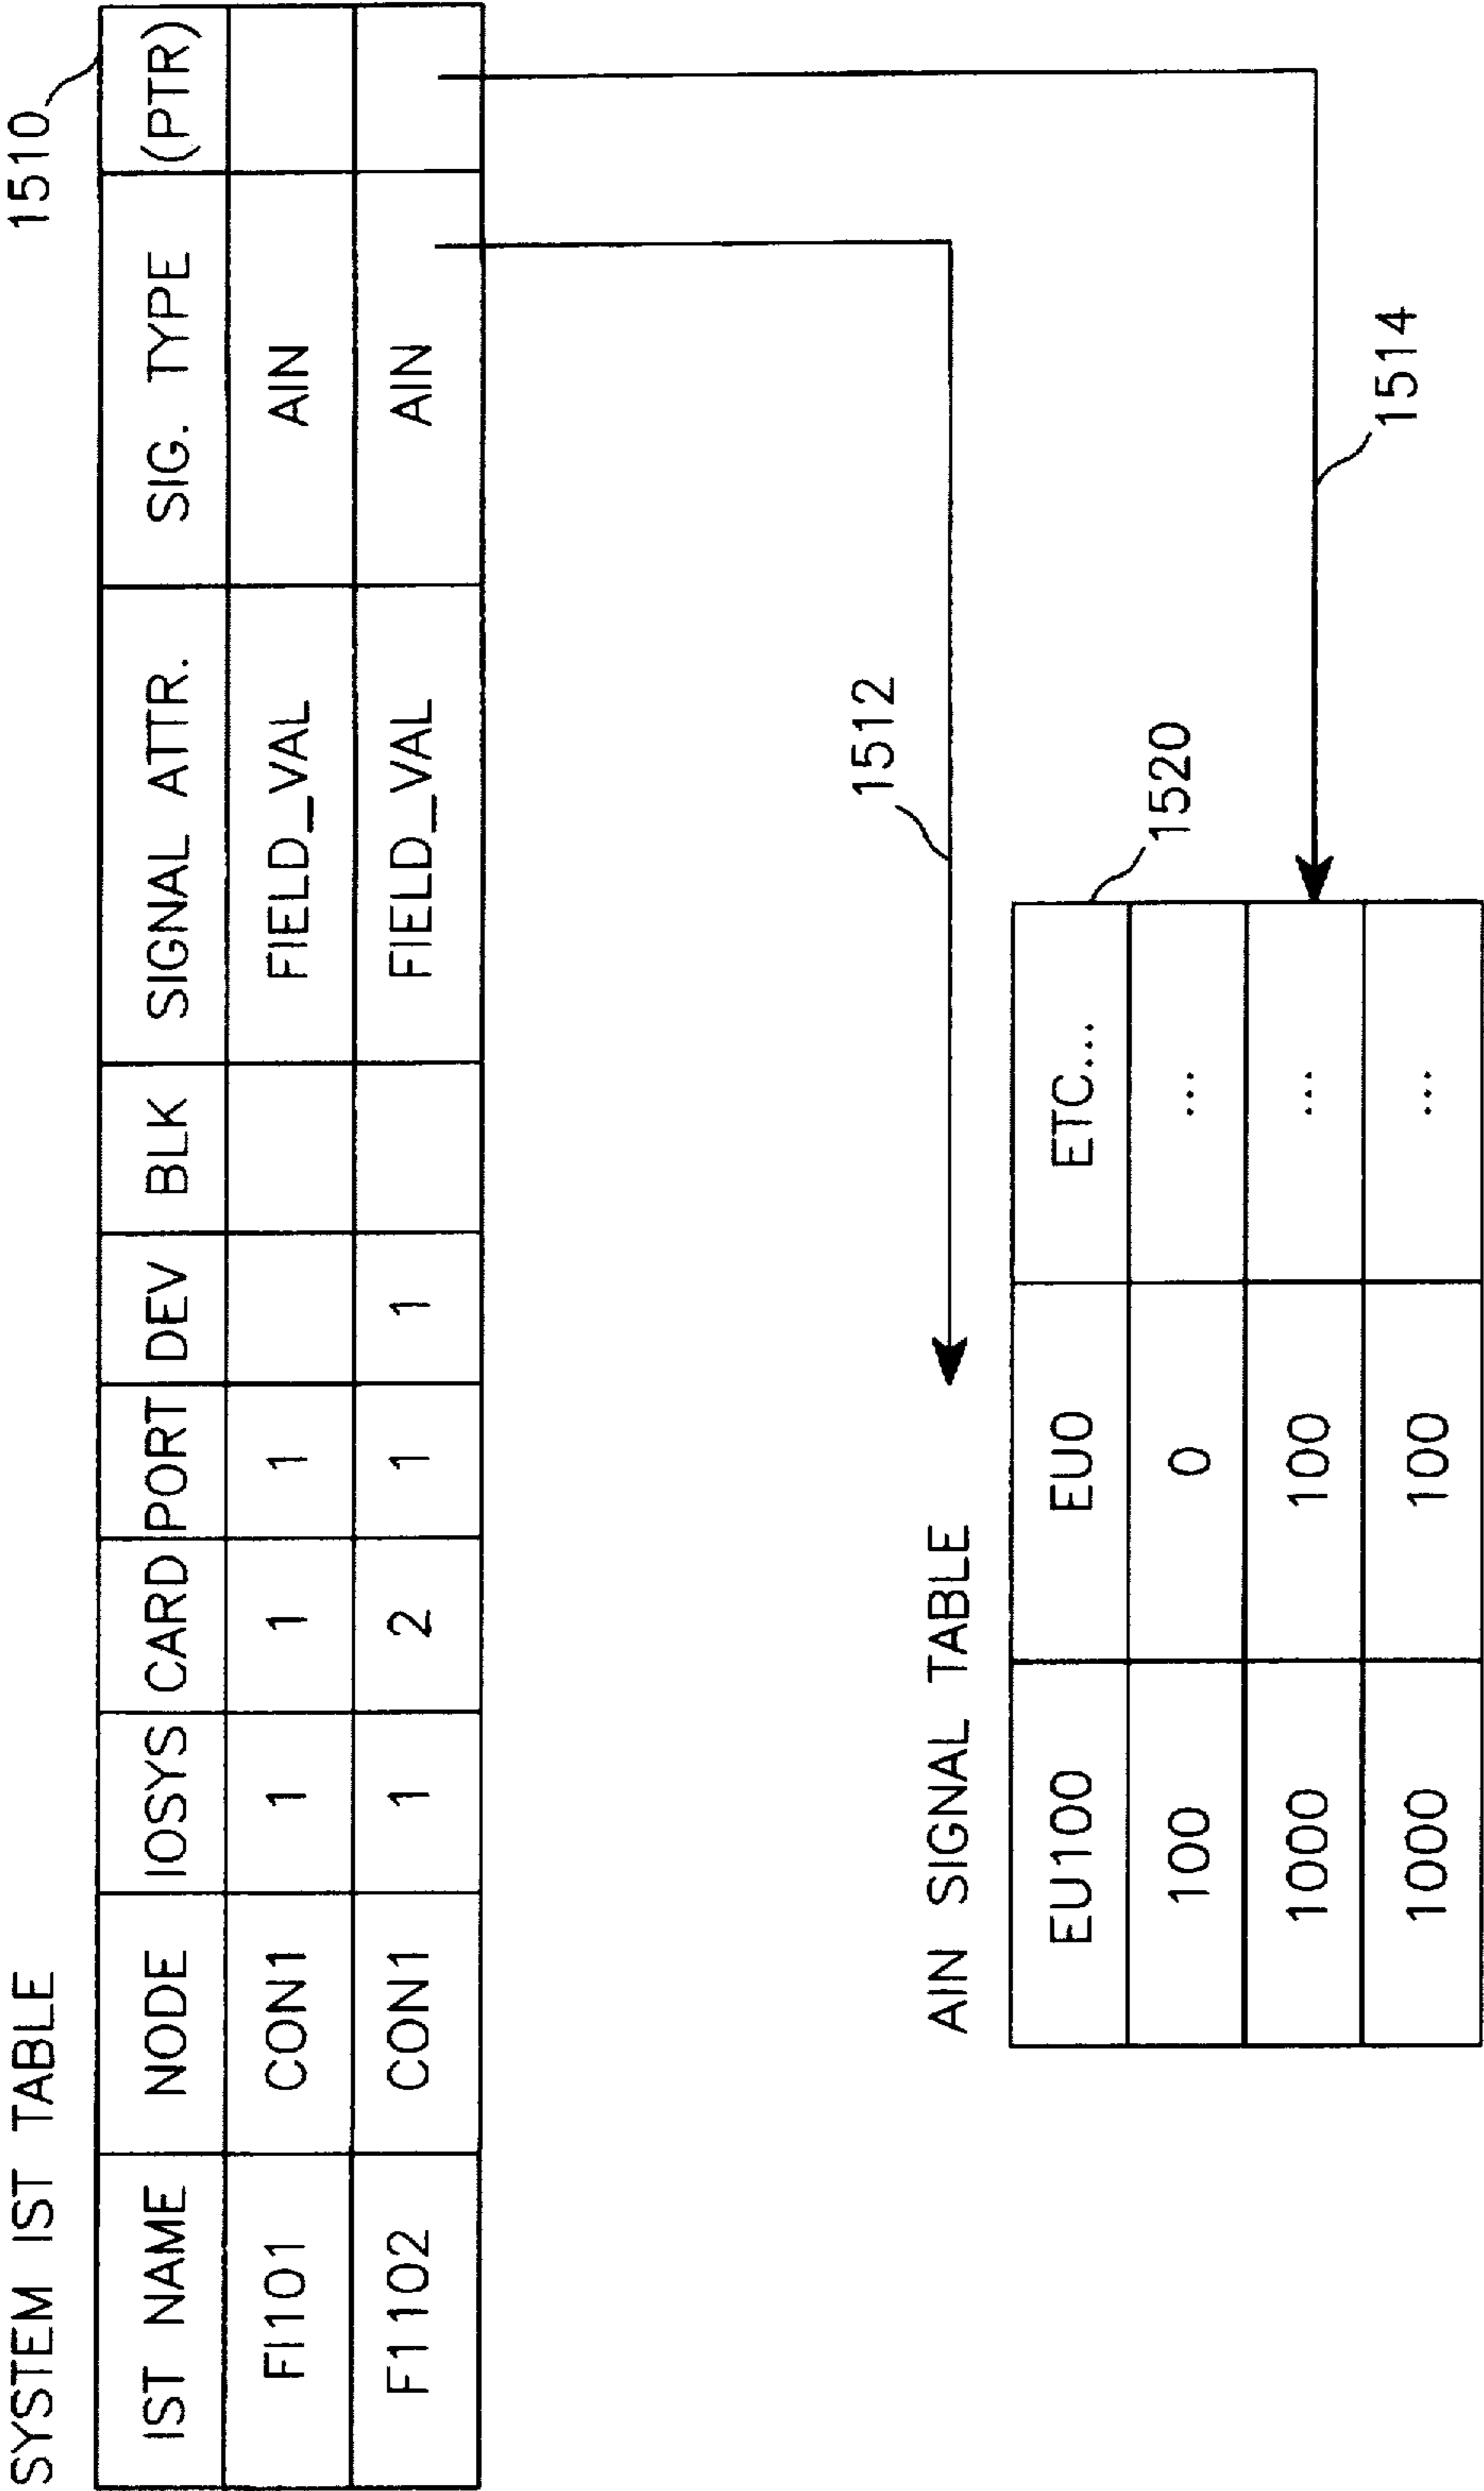 SYSTEM IST TABLE
1510
IST NAME NODE IOSYS CARD PORT DEV BLK SIGNAL ATTR. SIG. TYPE (PTR)
FI101 CON1 1 1 1 FIELD_VAL AIN
F1102 CON1 1 2 1 1 FIELD_VAL AIN
1512
AIN SIGNAL TABLE
1520
EU100 EU0 ETC...
100 0 ...
1000 100 ...
1000 100 ...
1514